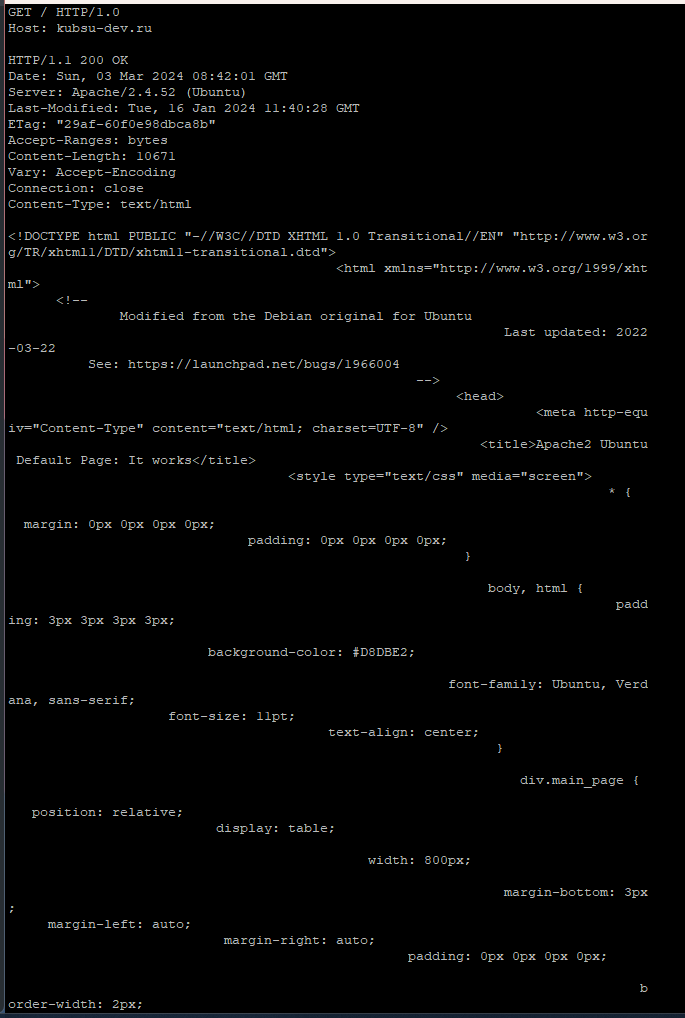 GET / HTTP/1.0
Host: kubsu-dev.ru
HTTP/1.1 200 OK
Date: Sun, 03 Mar 2024 08:42:01 GMT
Server: Apache/2.4.52 (Ubuntu)
Last-Modified: Tue, 16 Jan 2024 11:40:28 GMT
ETag: "29af-60f0e98dbca8b"
Accept-Ranges: bytes
Content-Length: 10671
Vary: Accept-Encoding
Connection: close
Content-Type: text/html
<!DOCTYPE html PUBLIC "-//W3C//DTD XHTML 1.0 Transitional//EN" "http://www.w3.or
g/TR/xhtml1/DTD/xhtml1-transitional.dtd">
<html xmlns="http://www.w3.org/1999/xht
ml">
<!--
Modified from the Debian original for Ubuntu
Last updated: 2022
-03-22
See: https://launchpad.net/bugs/1966004
-->
<head>
<meta http-equ
iv="Content-Type" content="text/html; charset=UTF-8" />
<title>Apache2 Ubuntu
Default Page: It works</title>
<style type="text/css" media="screen">
* {
margin: 0px 0px 0px 0px;
padding: 0px 0px 0px 0px;
}
body, html {
padd
ing: 3px 3px 3px 3px;
background-color: #D8DBE2;
font-family: Ubuntu, Verd
ana, sans-serif;
font-size: 11pt;
text-align: center;
}
div.main_page {
position: relative;
display: table;
width: 800px;
margin-bottom: 3px
;
margin-left: auto;
margin-right: auto;
padding: 0px 0px 0px 0px;
b
order-width: 2px;